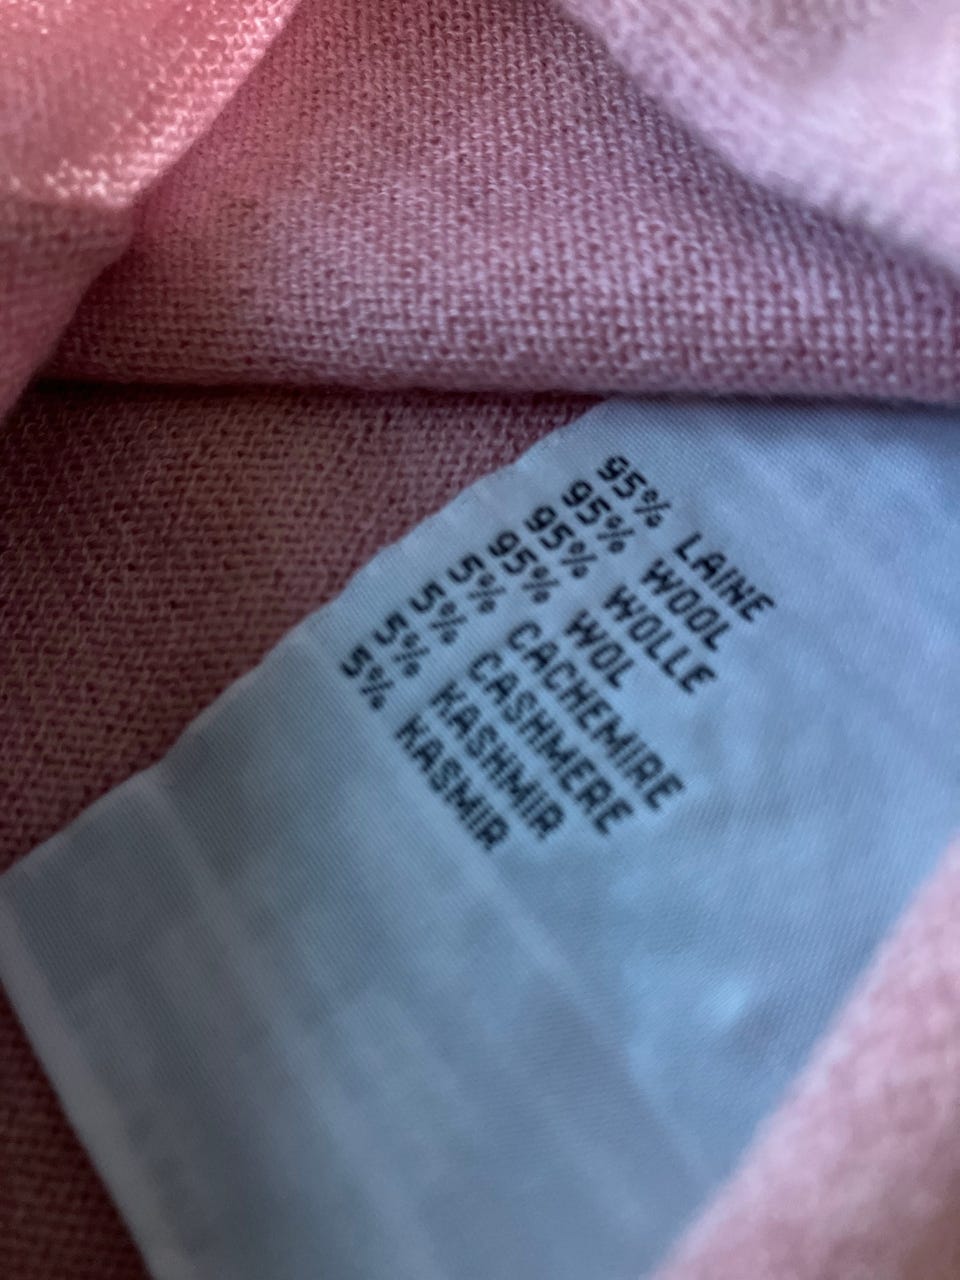 95% LAINE
95% WOOL
95% WOLLE
95% WOL
5% CACHEMIRE
5% CASHMERE
5% KASHMIR
5% KASMIR